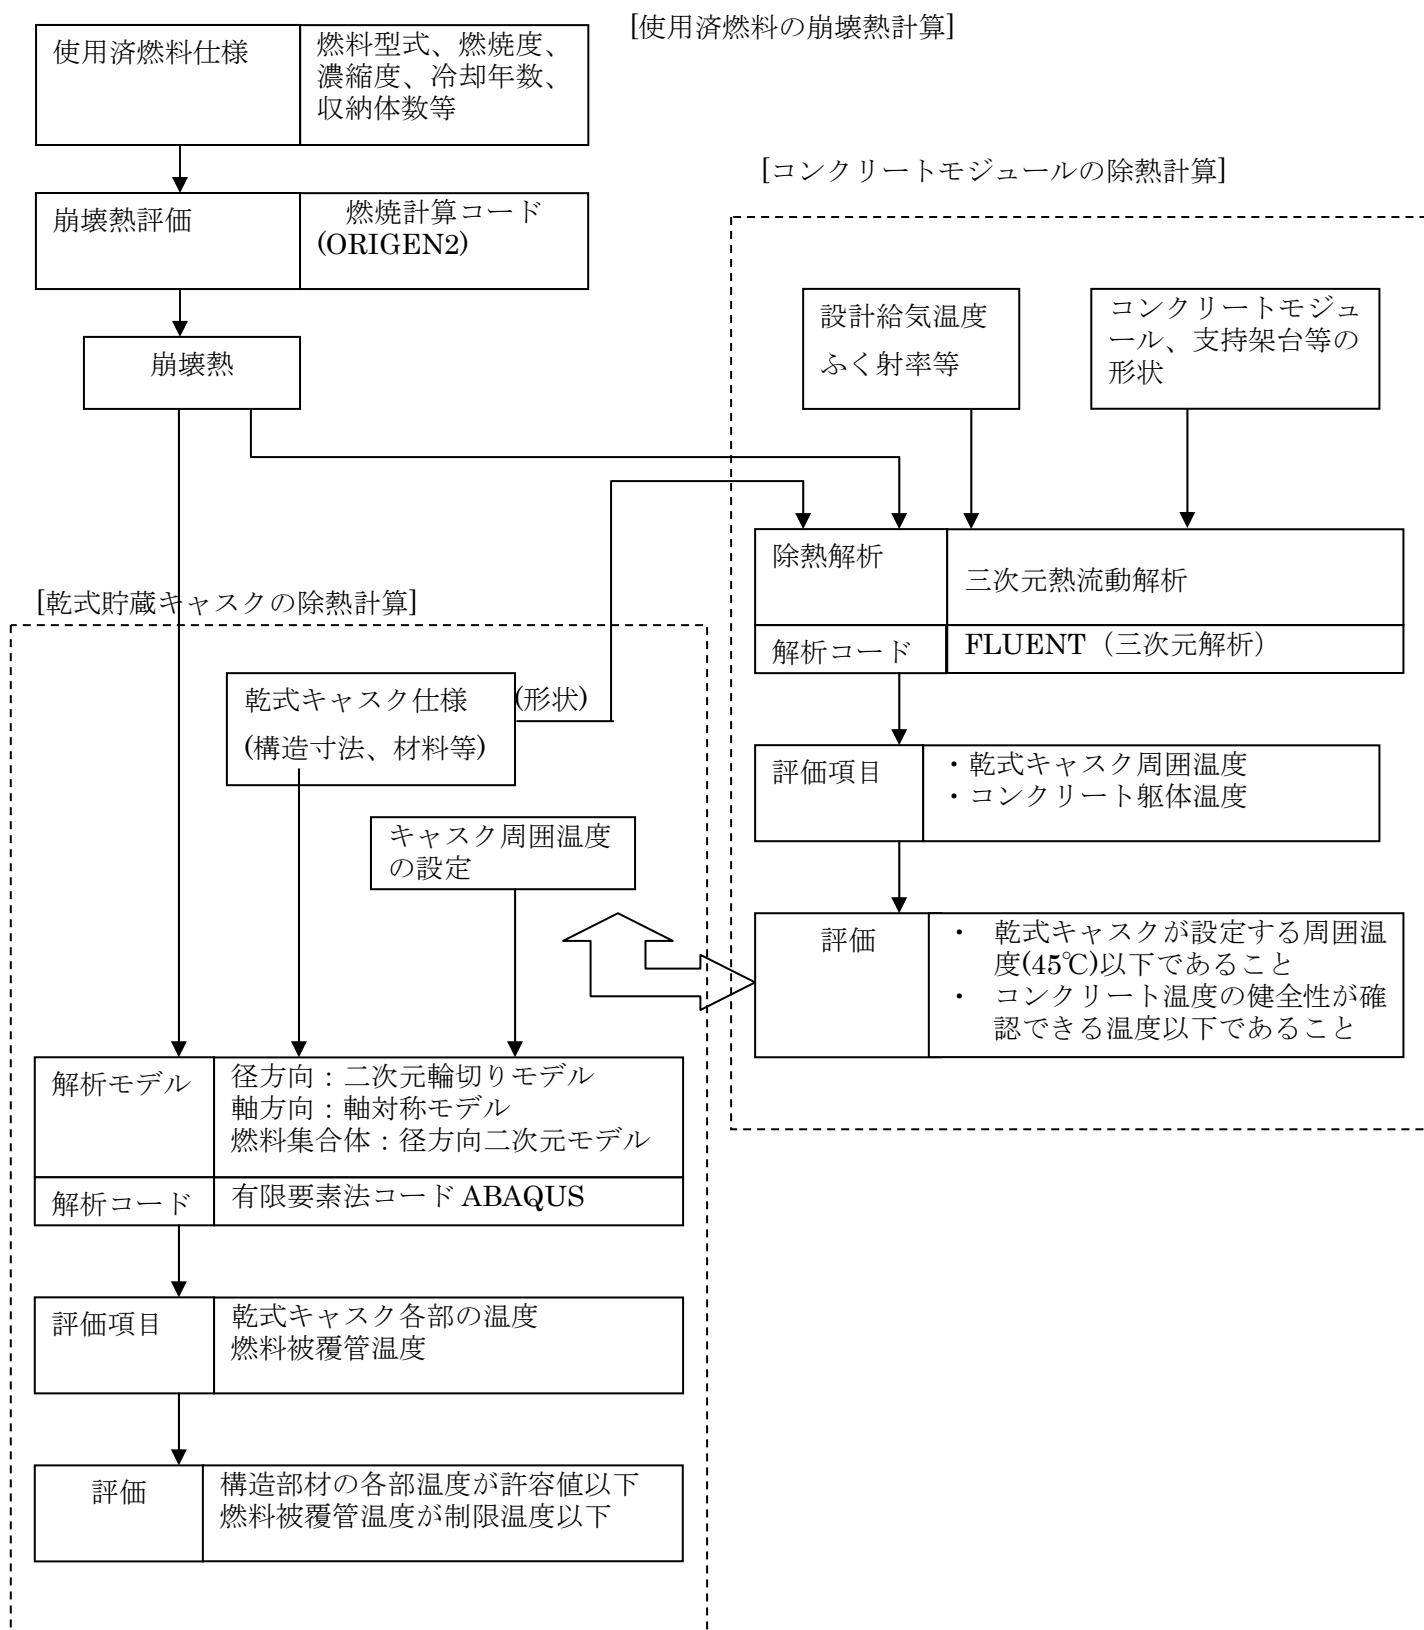 [使用済燃料の崩壊熱計算]
使用済燃料仕様
燃料型式、燃焼度、
濃縮度、冷却年数、
収納体数等
崩壊熱評価
燃焼計算コード
(ORIGEN2)
崩壊熱
[コンクリートモジュールの除熱計算]
設計給気温度
ふく射率等
コンクリートモジュ
ール、支持架台等の
形状
除熱解析
三次元熱流動解析
解析コード
FLUENT（三次元解析）
評価項目
・乾式キャスク周囲温度
・コンクリート躯体温度
評価
・ 乾式キャスクが設定する周囲温
度(45℃)以下であること
・ コンクリート温度の健全性が確
認できる温度以下であること
[乾式貯蔵キャスクの除熱計算]
乾式キャスク仕様
(構造寸法、材料等)
(形状)
キャスク周囲温度
の設定
解析モデル
径方向：二次元輪切りモデル
軸方向：軸対称モデル
燃料集合体：径方向二次元モデル
解析コード
有限要素法コード ABAQUS
評価項目
乾式キャスク各部の温度
燃料被覆管温度
評価
構造部材の各部温度が許容値以下
燃料被覆管温度が制限温度以下